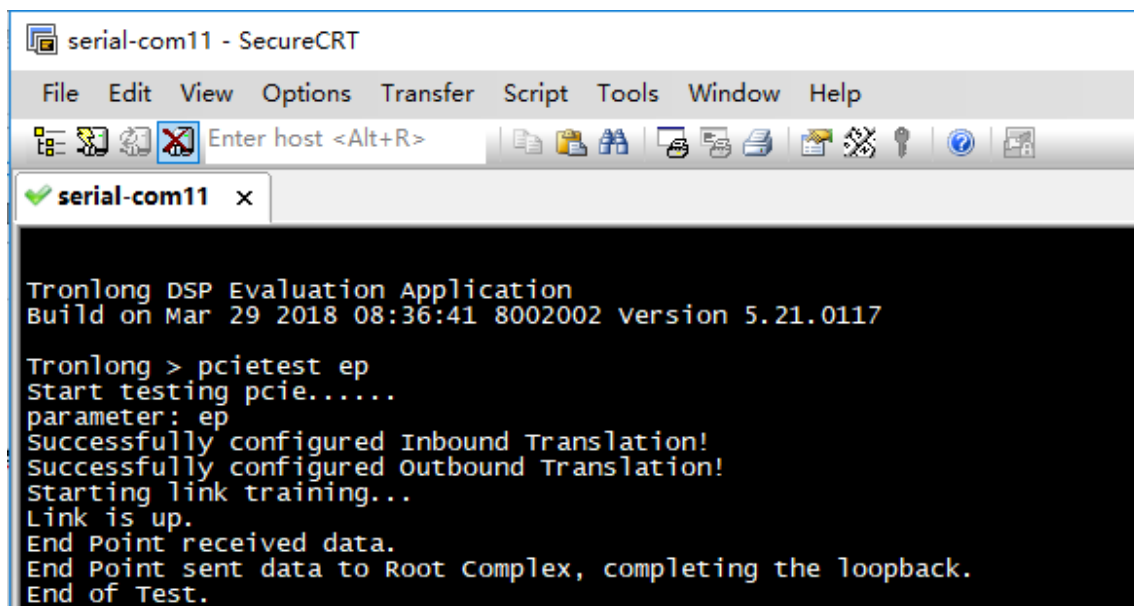 serial-com11 - SecureCRT
File Edit View Options Transfer Script Tools Window Help
Enter host <Alt+R>
serial-com11 x
Tronlong DSP Evaluation Application
Build on Mar 29 2018 08:36:41 8002002 Version 5.21.0117
Tronlong > pcietest ep
Start testing pcie......
parameter: ep
Successfully configured Inbound Translation!
Successfully configured Outbound Translation!
Starting link training...
Link is up.
End Point received data.
End Point sent data to Root Complex, completing the loopback.
End of Test.